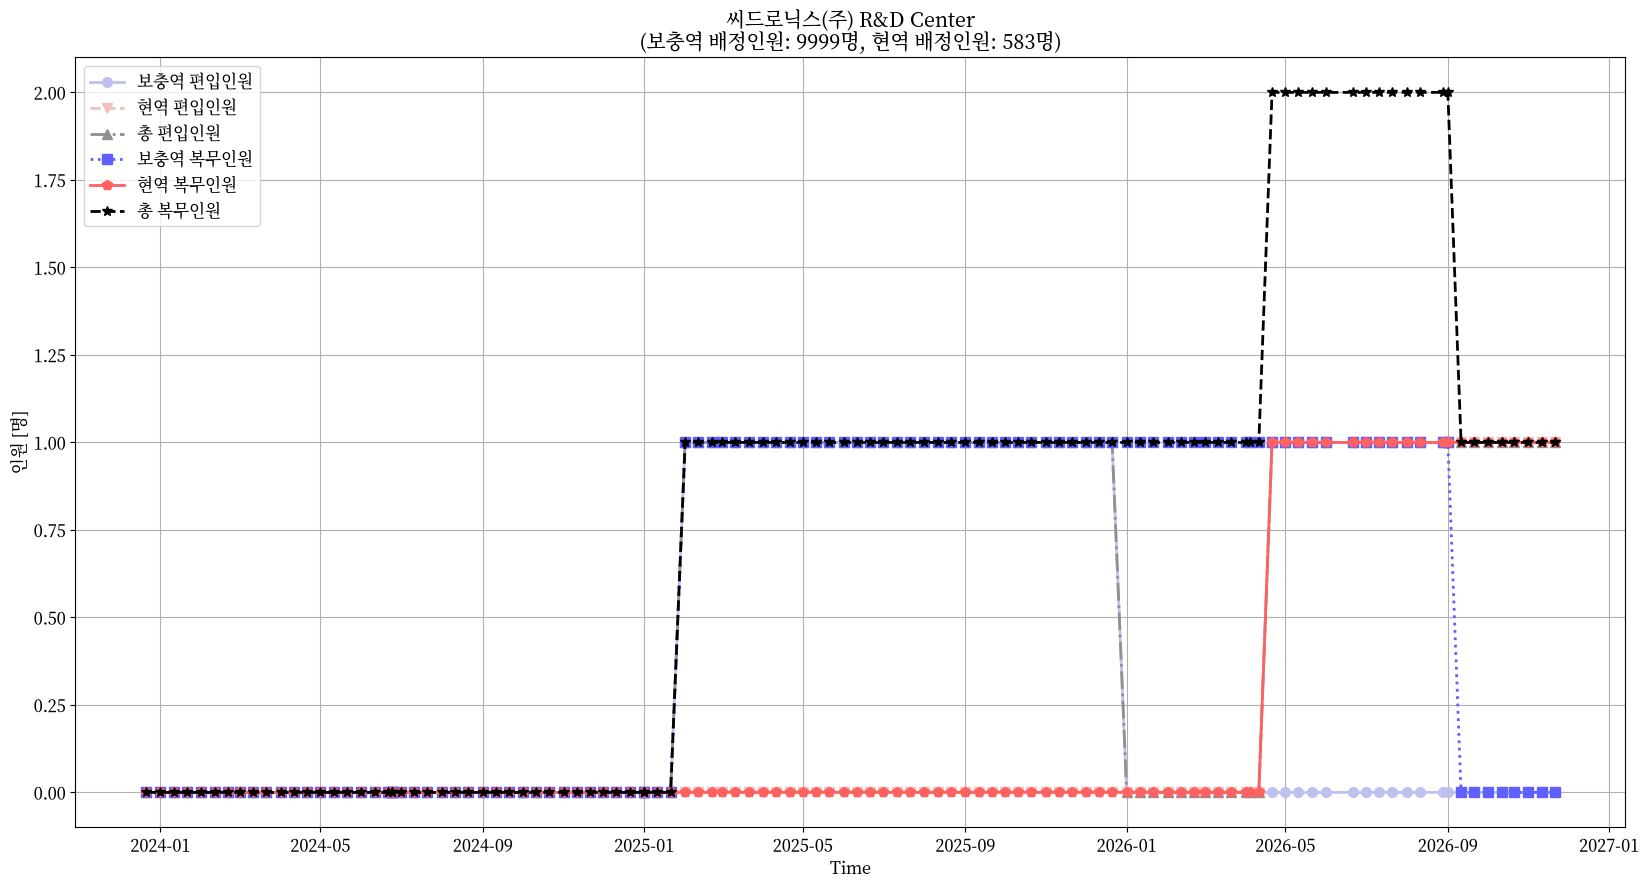 씨드로닉스(주) R&D Center
(보충역 배정인원: 9999명, 현역 배정인원: 583명)
보충역 편입인원
현역 편입인원
총 편입인원
보충역 복무인원
현역 복무인원
총 복무인원
인원 [명]
2.00
1.75
1.50
1.25
1.00
0.75
0.50
0.25
0.00
2024-01
2024-05
2024-09
2025-01
2025-05
2025-09
2026-01
2026-05
2026-09
2027-01
Time